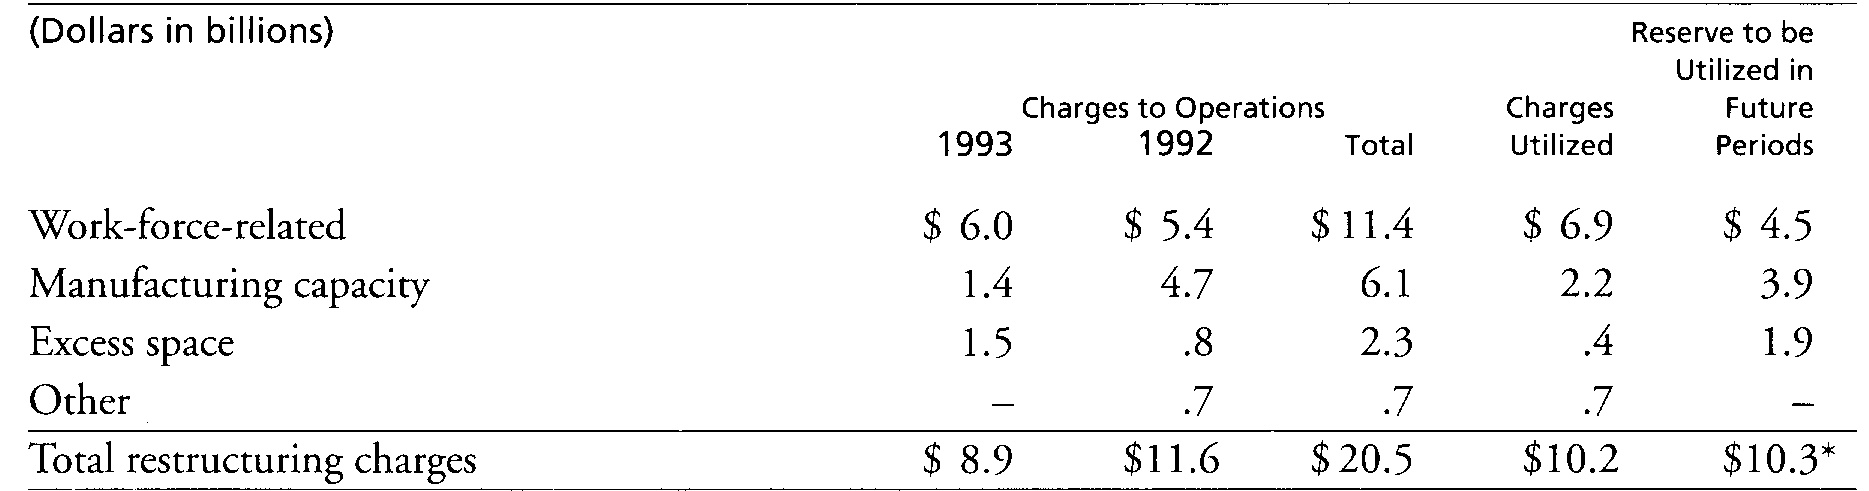 (Dollars in billions) Reserve to be
Utilized in
Charges to Operations Charges Future
1993 1992 Total Utilized Periods
Work-force-related $ 6.0 $ 5.4 $ 11.4 $ 6.9 $ 4.5
Manufacturing capacity 1.4 4.7 6.1 2.2 3.9
Excess space 1.5 .8 2.3 .4 1.9
Other – .7 .7 .7 –
Total restructuring charges $ 8.9 $11.6 $20.5 $10.2 $10.3*